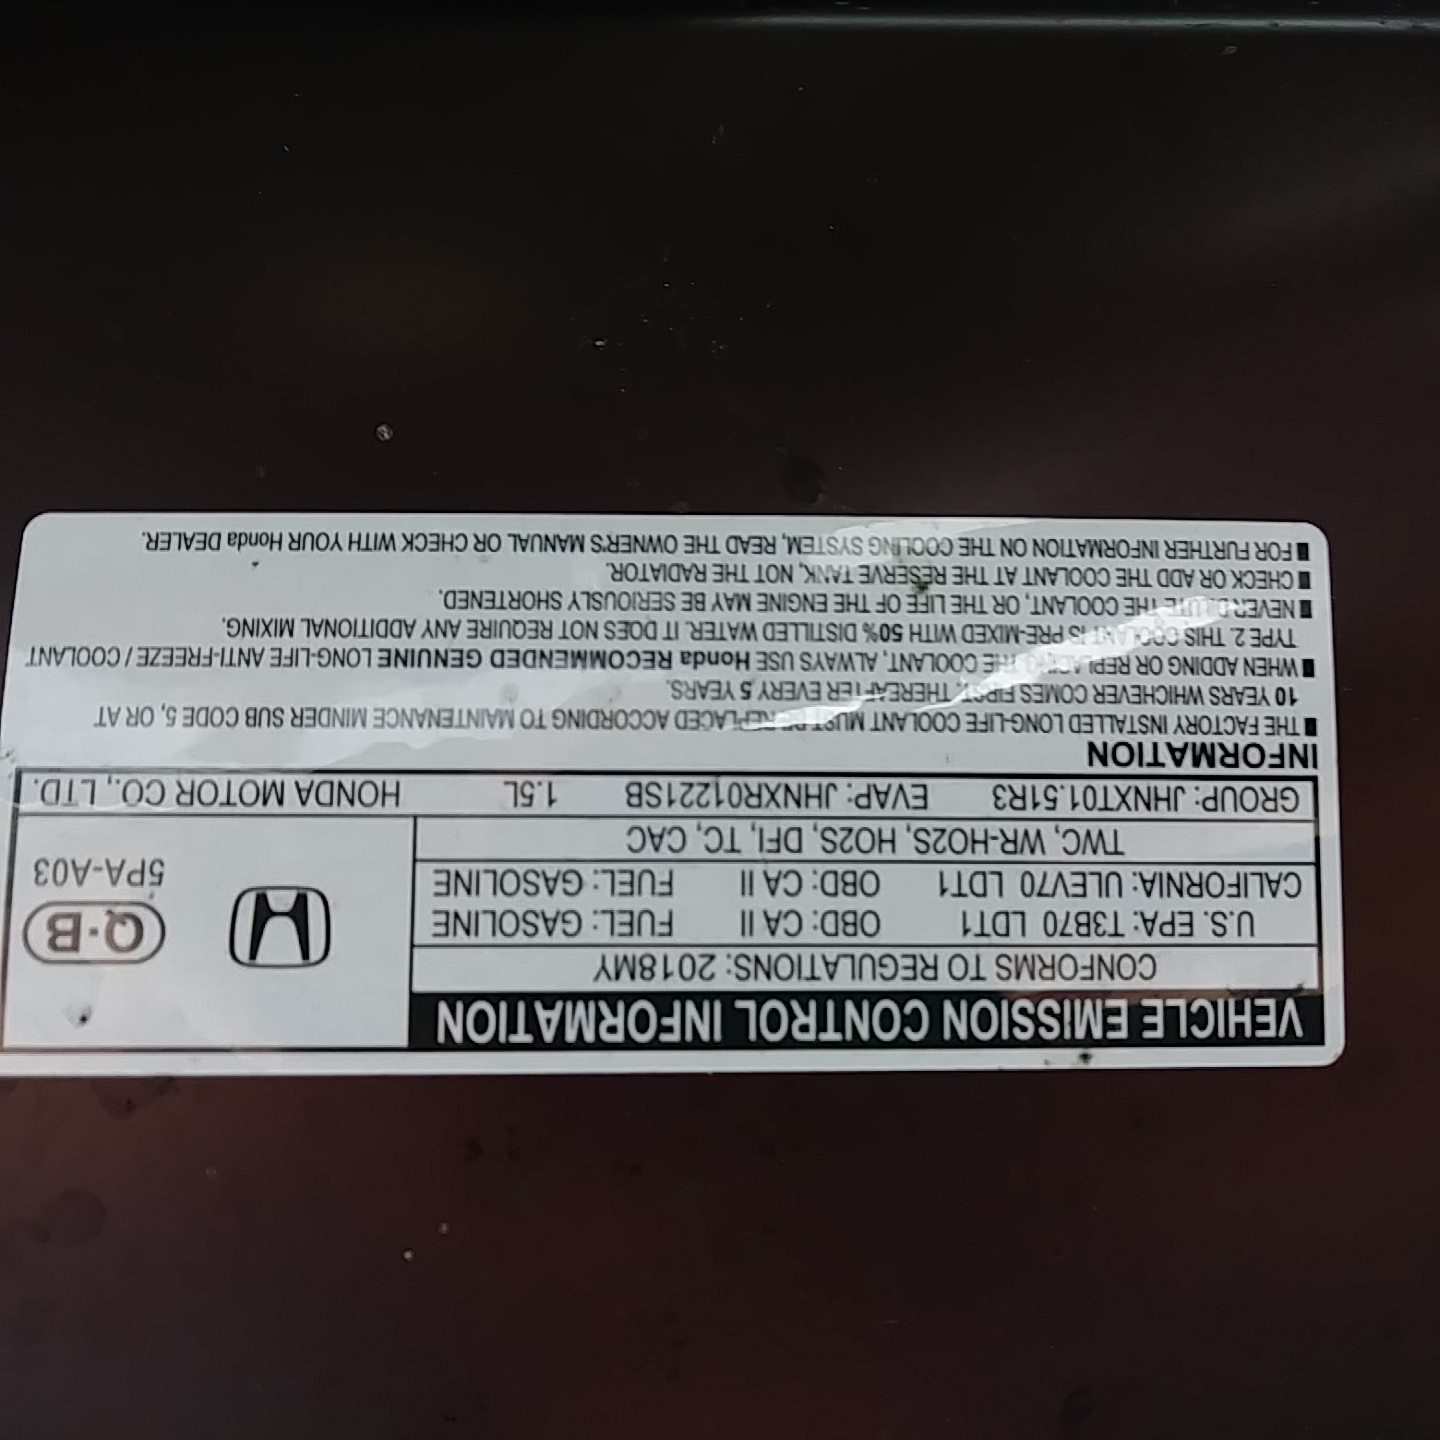 VEHICLE EMISSION CONTROL INFORMATION
CONFORMS TO REGULATIONS: 2018MY
U.S. EPA: T3B70 LDT1 OBD: CA II FUEL: GASOLINE
CALIFORNIA: ULEV70 LDT1 OBD: CA II FUEL: GASOLINE
TWC, WR-HO2S, HO2S, DFI, TC, CAC
Q·B
5PA-A03
GROUP: JHNXT01.51R3 EVAP: JHNXR01221SB 1.5L HONDA MOTOR CO., LTD.
INFORMATION
■ THE FACTORY INSTALLED LONG-LIFE COOLANT MUST BE REPLACED ACCORDING TO MAINTENANCE MINDER SUB CODE 5, OR AT
10 YEARS WHICHEVER COMES FIRST. THEREAFTER EVERY 5 YEARS.
■ WHEN ADDING OR REPLACING THE COOLANT, ALWAYS USE Honda RECOMMENDED GENUINE LONG-LIFE ANTI-FREEZE / COOLANT
TYPE 2. THIS COOLANT IS PRE-MIXED WITH 50% DISTILLED WATER. IT DOES NOT REQUIRE ANY ADDITIONAL MIXING.
■ NEVER DILUTE THE COOLANT, OR THE LIFE OF THE ENGINE MAY BE SERIOUSLY SHORTENED.
■ CHECK OR ADD THE COOLANT AT THE RESERVE TANK, NOT THE RADIATOR.
■ FOR FURTHER INFORMATION ON THE COOLING SYSTEM, READ THE OWNER'S MANUAL OR CHECK WITH YOUR Honda DEALER.